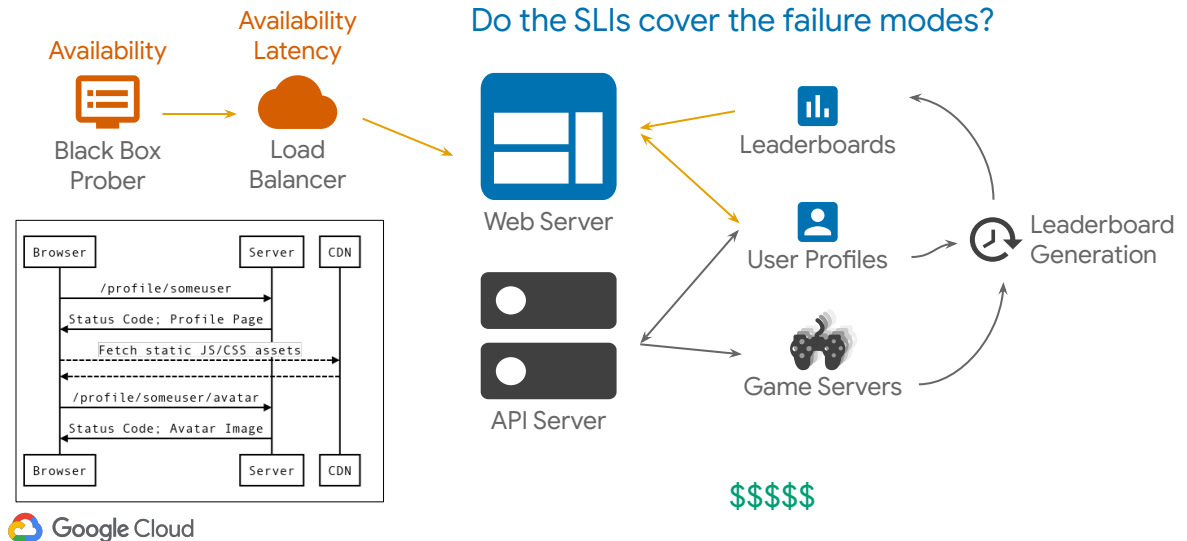 Do the SLIs cover the failure modes?
Availability
Availability
Latency
Black Box
Prober
Load
Balancer
Web Server
API Server
Leaderboards
User Profiles
Game Servers
Leaderboard
Generation
Browser
Server
CDN
/profile/someuser
Status Code; Profile Page
Fetch static JS/CSS assets
/profile/someuser/avatar
Status Code; Avatar Image
Browser
Server
CDN
$$$$$
Google Cloud